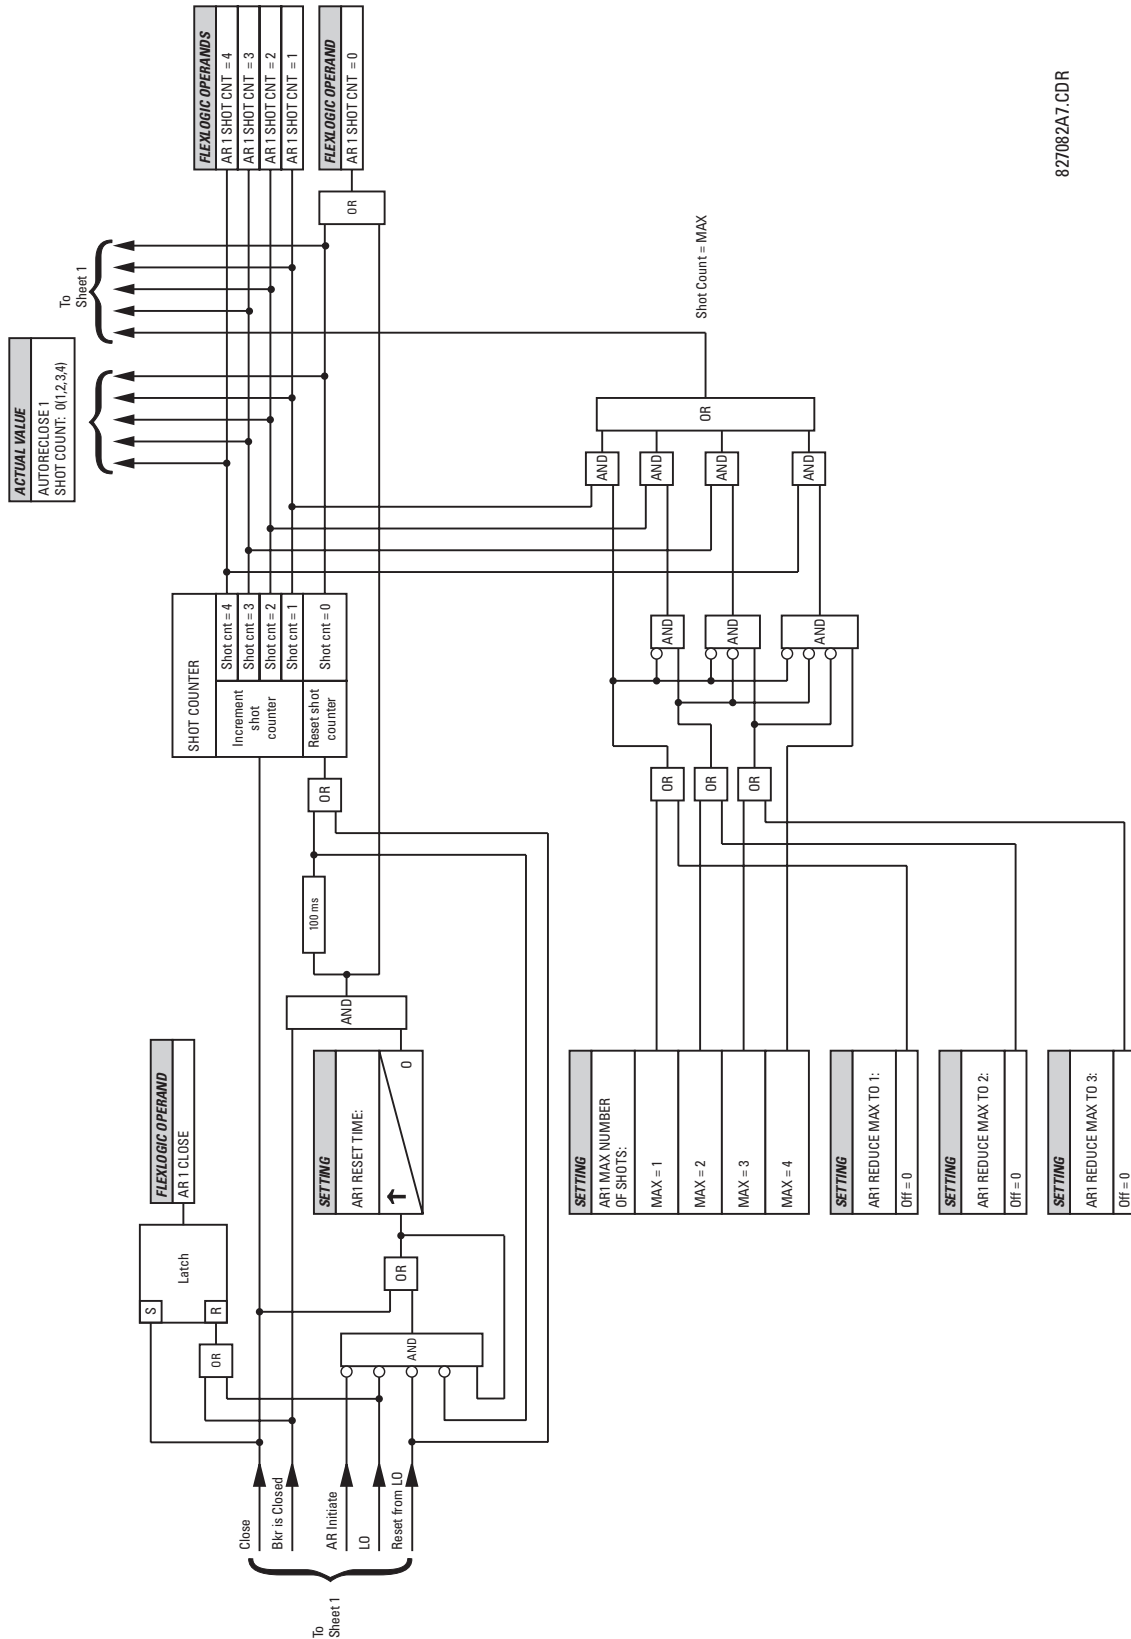 To
Sheet 1
Close
Bkr is Closed
AR Initiate
LO
Reset from LO
S
R
Latch
OR
FLEXLOGIC OPERAND
AR 1 CLOSE
AND
OR
SETTING
AR1 RESET TIME:
O
AND
100 ms
OR
SHOT COUNTER
Increment
shot
counter
Reset shot
counter
Shot cnt = 4
Shot cnt = 3
Shot cnt = 2
Shot cnt = 1
Shot cnt = 0
ACTUAL VALUE
AUTORECLOSE 1
SHOT COUNT: 0(1,2,3,4)
To
Sheet 1
FLEXLOGIC OPERANDS
AR 1 SHOT CNT = 4
AR 1 SHOT CNT = 3
AR 1 SHOT CNT = 2
AR 1 SHOT CNT = 1
OR
FLEXLOGIC OPERAND
AR 1 SHOT CNT = 0
SETTING
AR1 MAX NUMBER
OF SHOTS:
MAX = 1
MAX = 2
MAX = 3
MAX = 4
SETTING
AR1 REDUCE MAX TO 1:
Off = 0
SETTING
AR1 REDUCE MAX TO 2:
Off = 0
SETTING
AR1 REDUCE MAX TO 3:
Off = 0
OR
OR
OR
AND
AND
AND
AND
AND
AND
AND
OR
Shot Count = MAX
827082A7.CDR